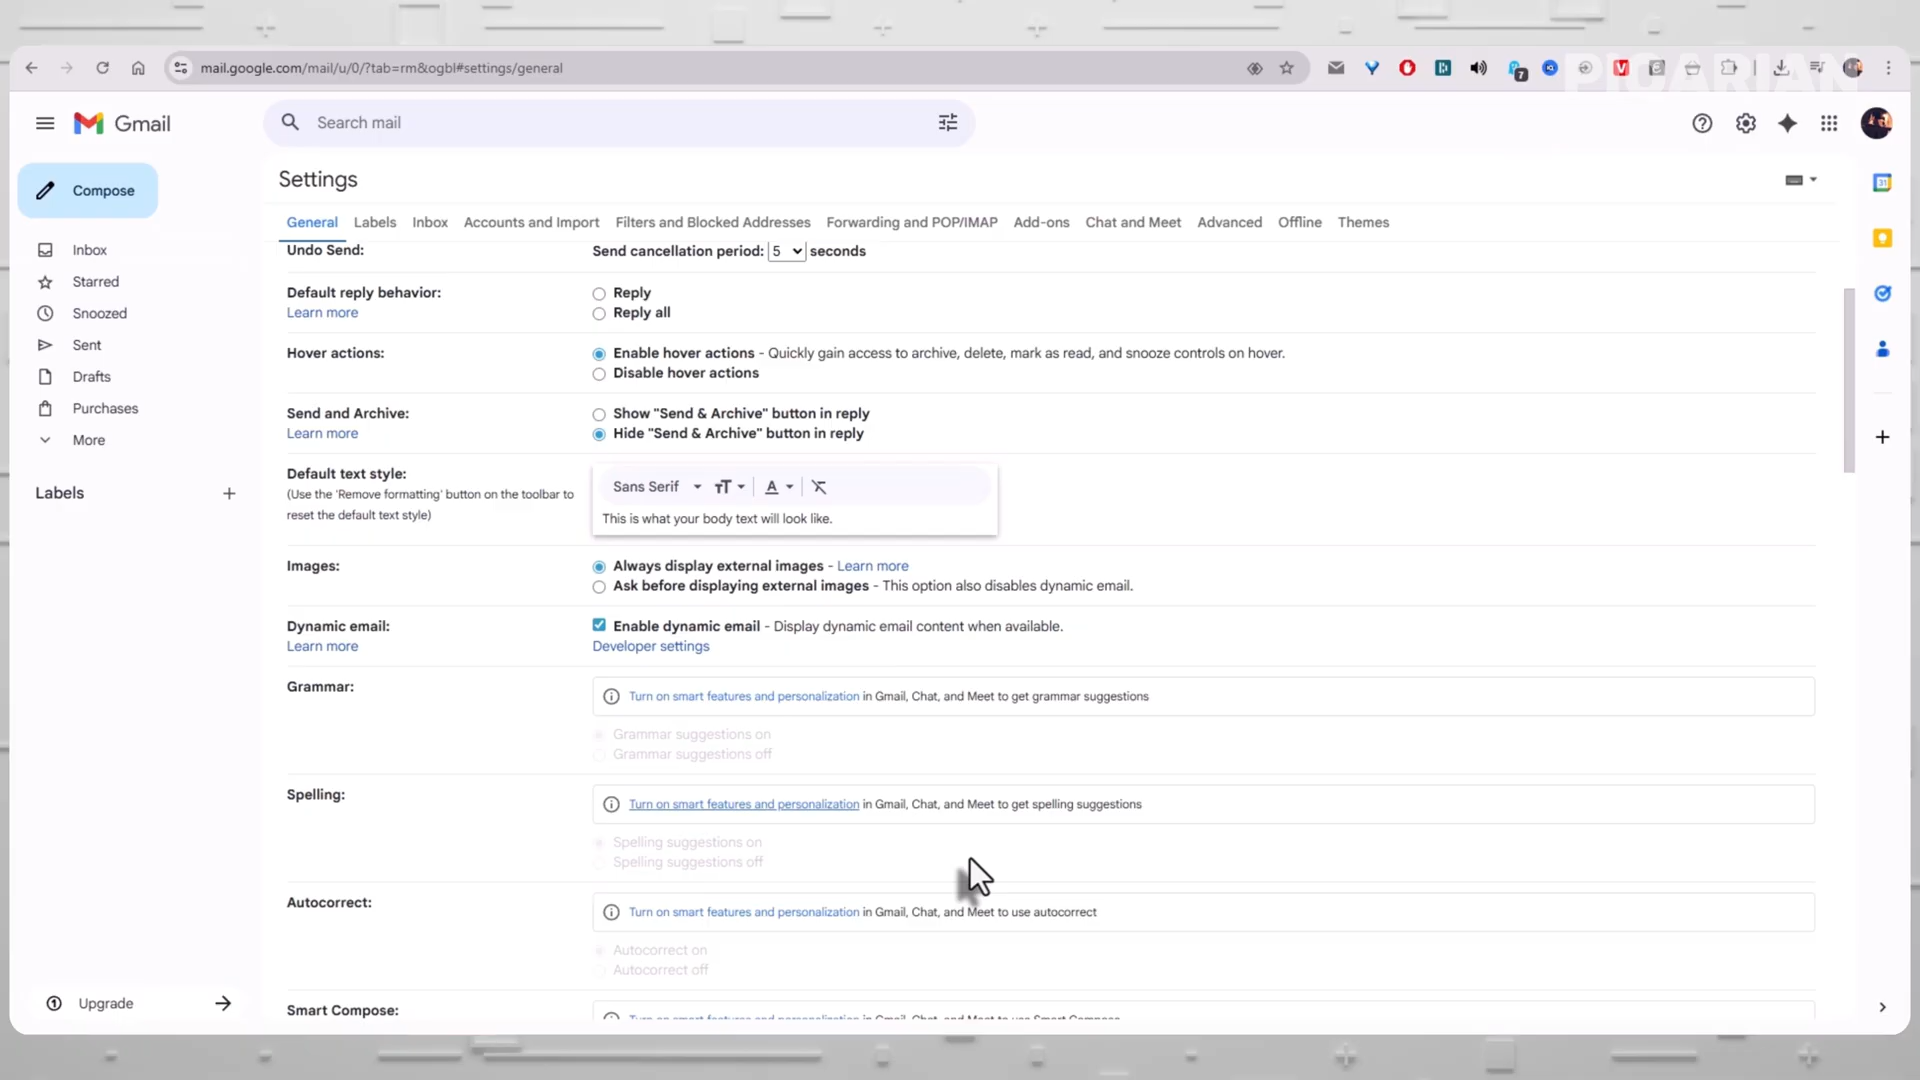 mail.google.com/mail/u/0/?tab=rm&ogbl#settings/general
7
PICARIAN
Gmail
Search mail
Compose
Settings
31
General Labels Inbox Accounts and Import Filters and Blocked Addresses Forwarding and POP/IMAP Add-ons Chat and Meet Advanced Offline Themes
Inbox
Starred
Snoozed
Sent
Drafts
Purchases
More
Labels
Undo Send: Send cancellation period: 5 seconds
Default reply behavior: Reply
Learn more Reply all
Hover actions: Enable hover actions - Quickly gain access to archive, delete, mark as read, and snooze controls on hover.
Disable hover actions
Send and Archive: Show "Send & Archive" button in reply
Learn more Hide "Send & Archive" button in reply
Default text style: Sans Serif
(Use the 'Remove formatting' button on the toolbar to
reset the default text style) This is what your body text will look like.
Images: Always display external images - Learn more
Ask before displaying external images - This option also disables dynamic email.
Dynamic email: Enable dynamic email - Display dynamic email content when available.
Learn more Developer settings
Grammar: Turn on smart features and personalization in Gmail, Chat, and Meet to get grammar suggestions
Grammar suggestions on
Grammar suggestions off
Spelling: Turn on smart features and personalization in Gmail, Chat, and Meet to get spelling suggestions
Spelling suggestions on
Spelling suggestions off
Autocorrect: Turn on smart features and personalization in Gmail, Chat, and Meet to use autocorrect
Autocorrect on
Autocorrect off
Smart Compose: Turn on smart features and personalization in Gmail, Chat, and Meet to use Smart Compose
Upgrade